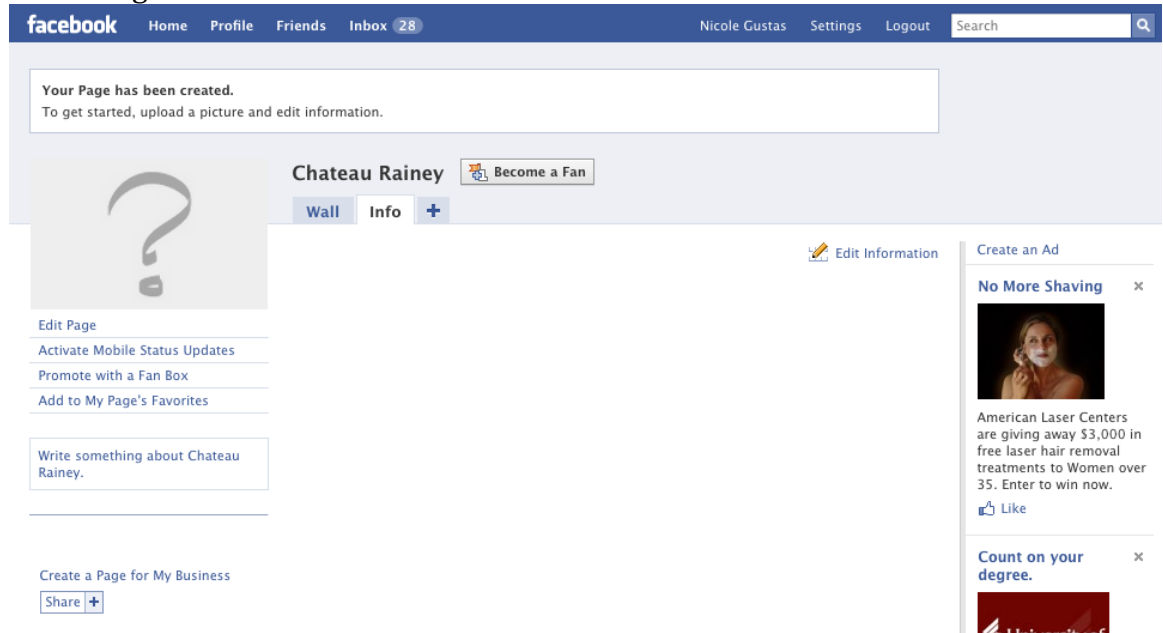 facebook Home Profile Friends Inbox 28 Nicole Gustas Settings Logout Search
Your Page has been created.
To get started, upload a picture and edit information.
Chateau Rainey Become a Fan
Wall Info +
Edit Information
Edit Page
Activate Mobile Status Updates
Promote with a Fan Box
Add to My Page's Favorites
Write something about Chateau
Rainey.
Create a Page for My Business
Share +
Create an Ad
No More Shaving ×
American Laser Centers
are giving away $3,000 in
free laser hair removal
treatments to Women over
35. Enter to win now.
Like
Count on your ×
degree.